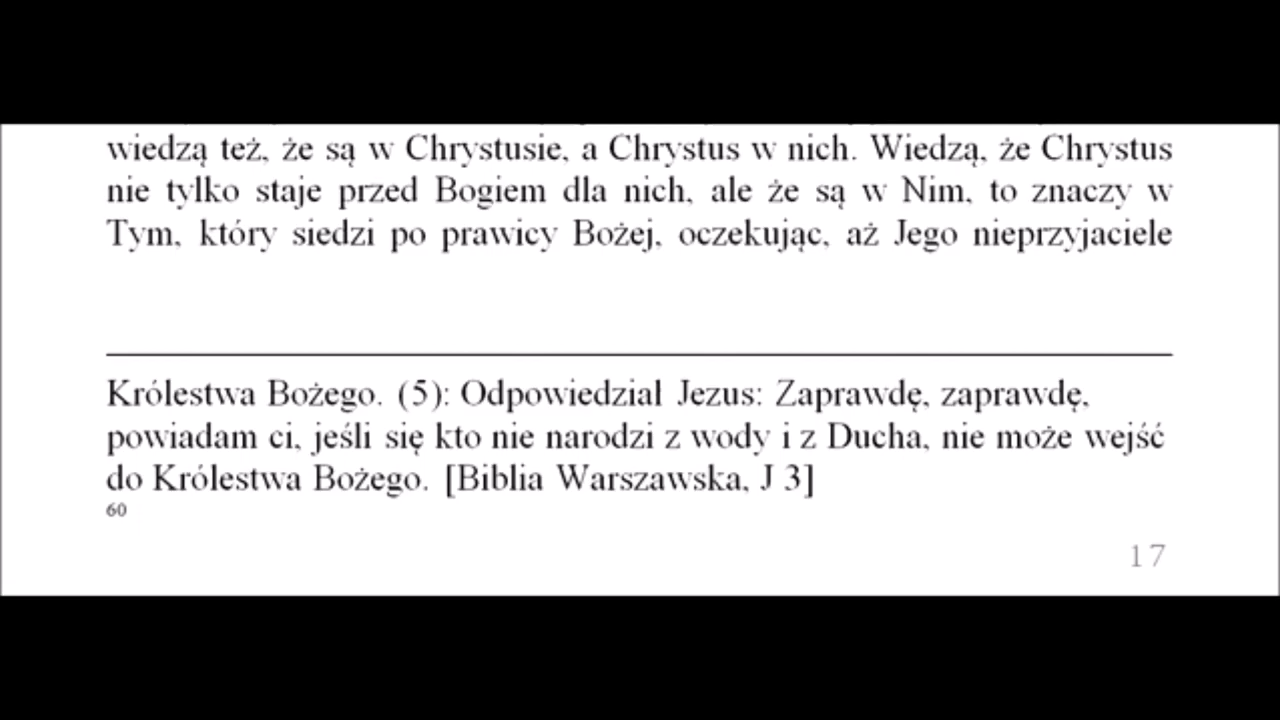 wiedzą też, że są w Chrystusie, a Chrystus w nich. Wiedzą, że Chrystus
nie tylko staje przed Bogiem dla nich, ale że są w Nim, to znaczy w
Tym, który siedzi po prawicy Bożej, oczekując, aż Jego nieprzyjaciele
Królestwa Bożego. (5): Odpowiedział Jezus: Zaprawdę, zaprawdę,
powiadam ci, jeśli się kto nie narodzi z wody i z Ducha, nie może wejść
do Królestwa Bożego. [Biblia Warszawska, J 3]
60
17